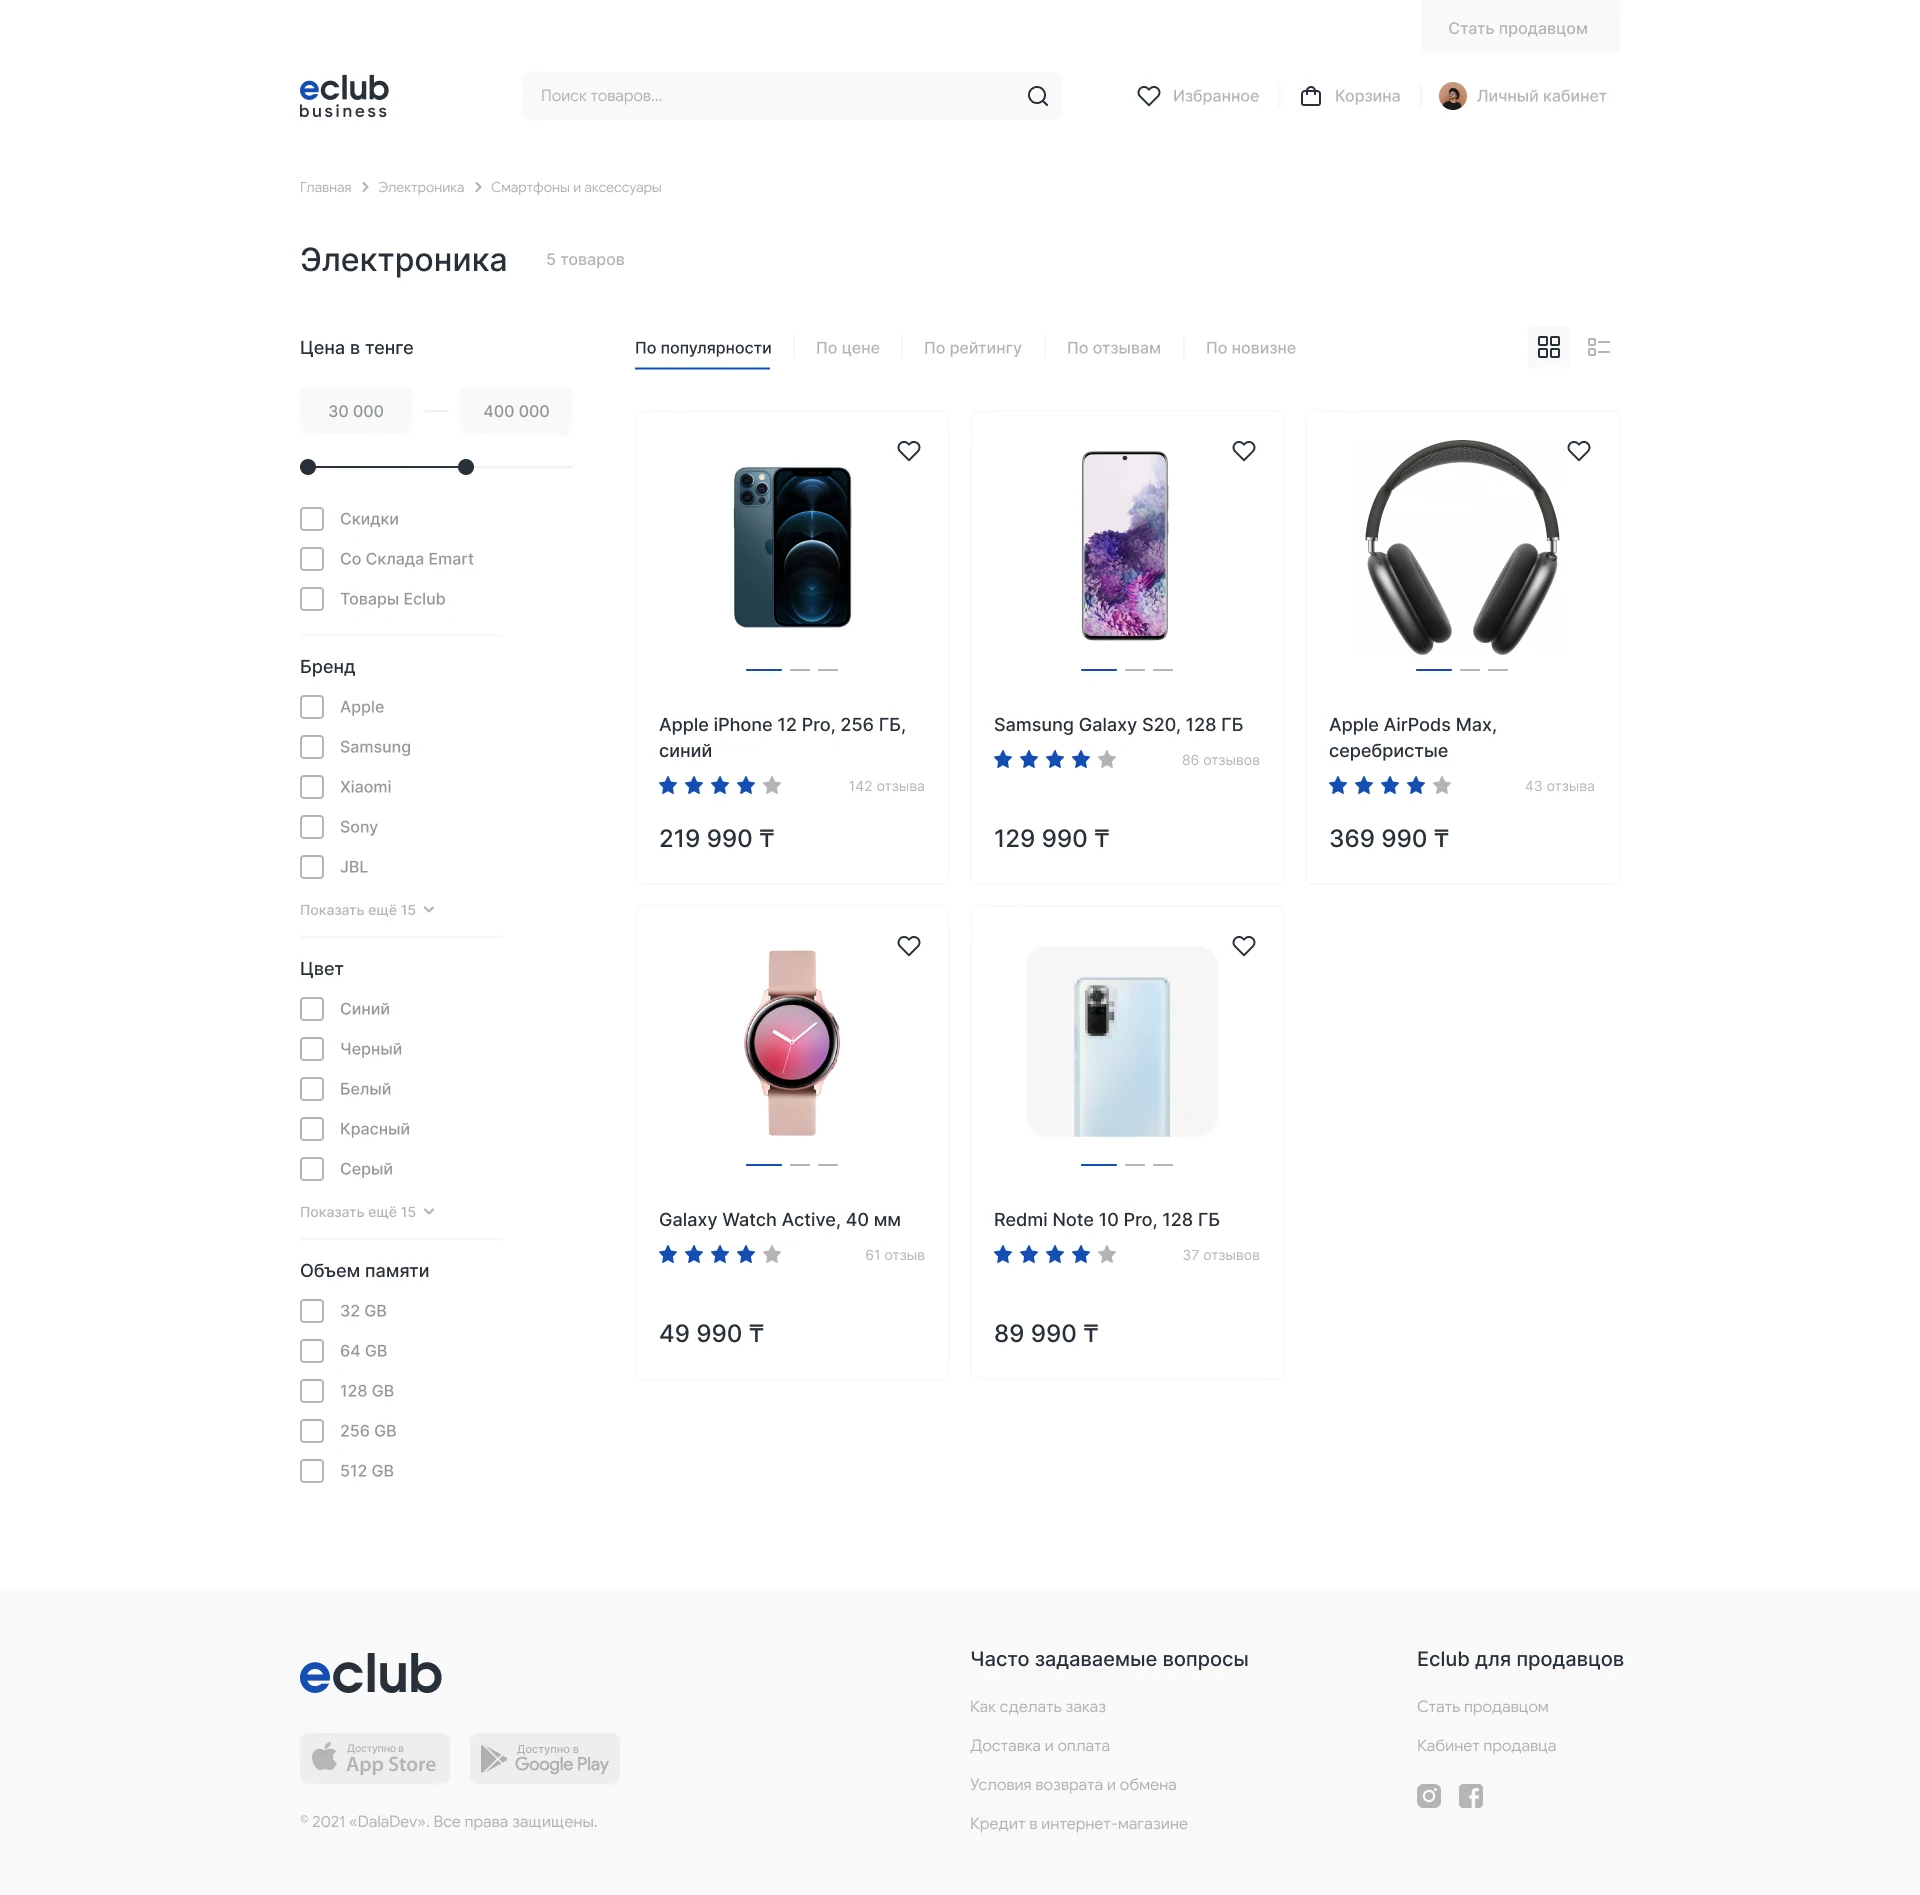 Стать продавцом
eclub
business
Поиск товаров...
Избранное
Корзина
Личный кабинет
Главная
Электроника
Смартфоны и аксессуары
Электроника
5 товаров
Цена в тенге
30 000
400 000
Скидки
Со Склада Emart
Товары Eclub
Бренд
Apple
Samsung
Xiaomi
Sony
JBL
Показать ещё 15
Цвет
Синий
Черный
Белый
Красный
Серый
Показать ещё 15
Объем памяти
32 GB
64 GB
128 GB
256 GB
512 GB
По популярности
По цене
По рейтингу
По отзывам
По новизне
Apple iPhone 12 Pro, 256 ГБ,
синий
142 отзыва
219 990 ₸
Samsung Galaxy S20, 128 ГБ
86 отзывов
129 990 ₸
Apple AirPods Max,
серебристые
43 отзыва
369 990 ₸
Galaxy Watch Active, 40 мм
61 отзыв
49 990 ₸
Redmi Note 10 Pro, 128 ГБ
37 отзывов
89 990 ₸
eclub
Доступно в
App Store
Доступно в
Google Play
© 2021 «DalaDev». Все права защищены.
Часто задаваемые вопросы
Как сделать заказ
Доставка и оплата
Условия возврата и обмена
Кредит в интернет-магазине
Eclub для продавцов
Стать продавцом
Кабинет продавца